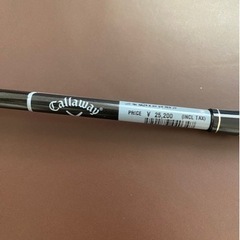 Callaway
PRICE ¥ 25,200 (INCL TAX)